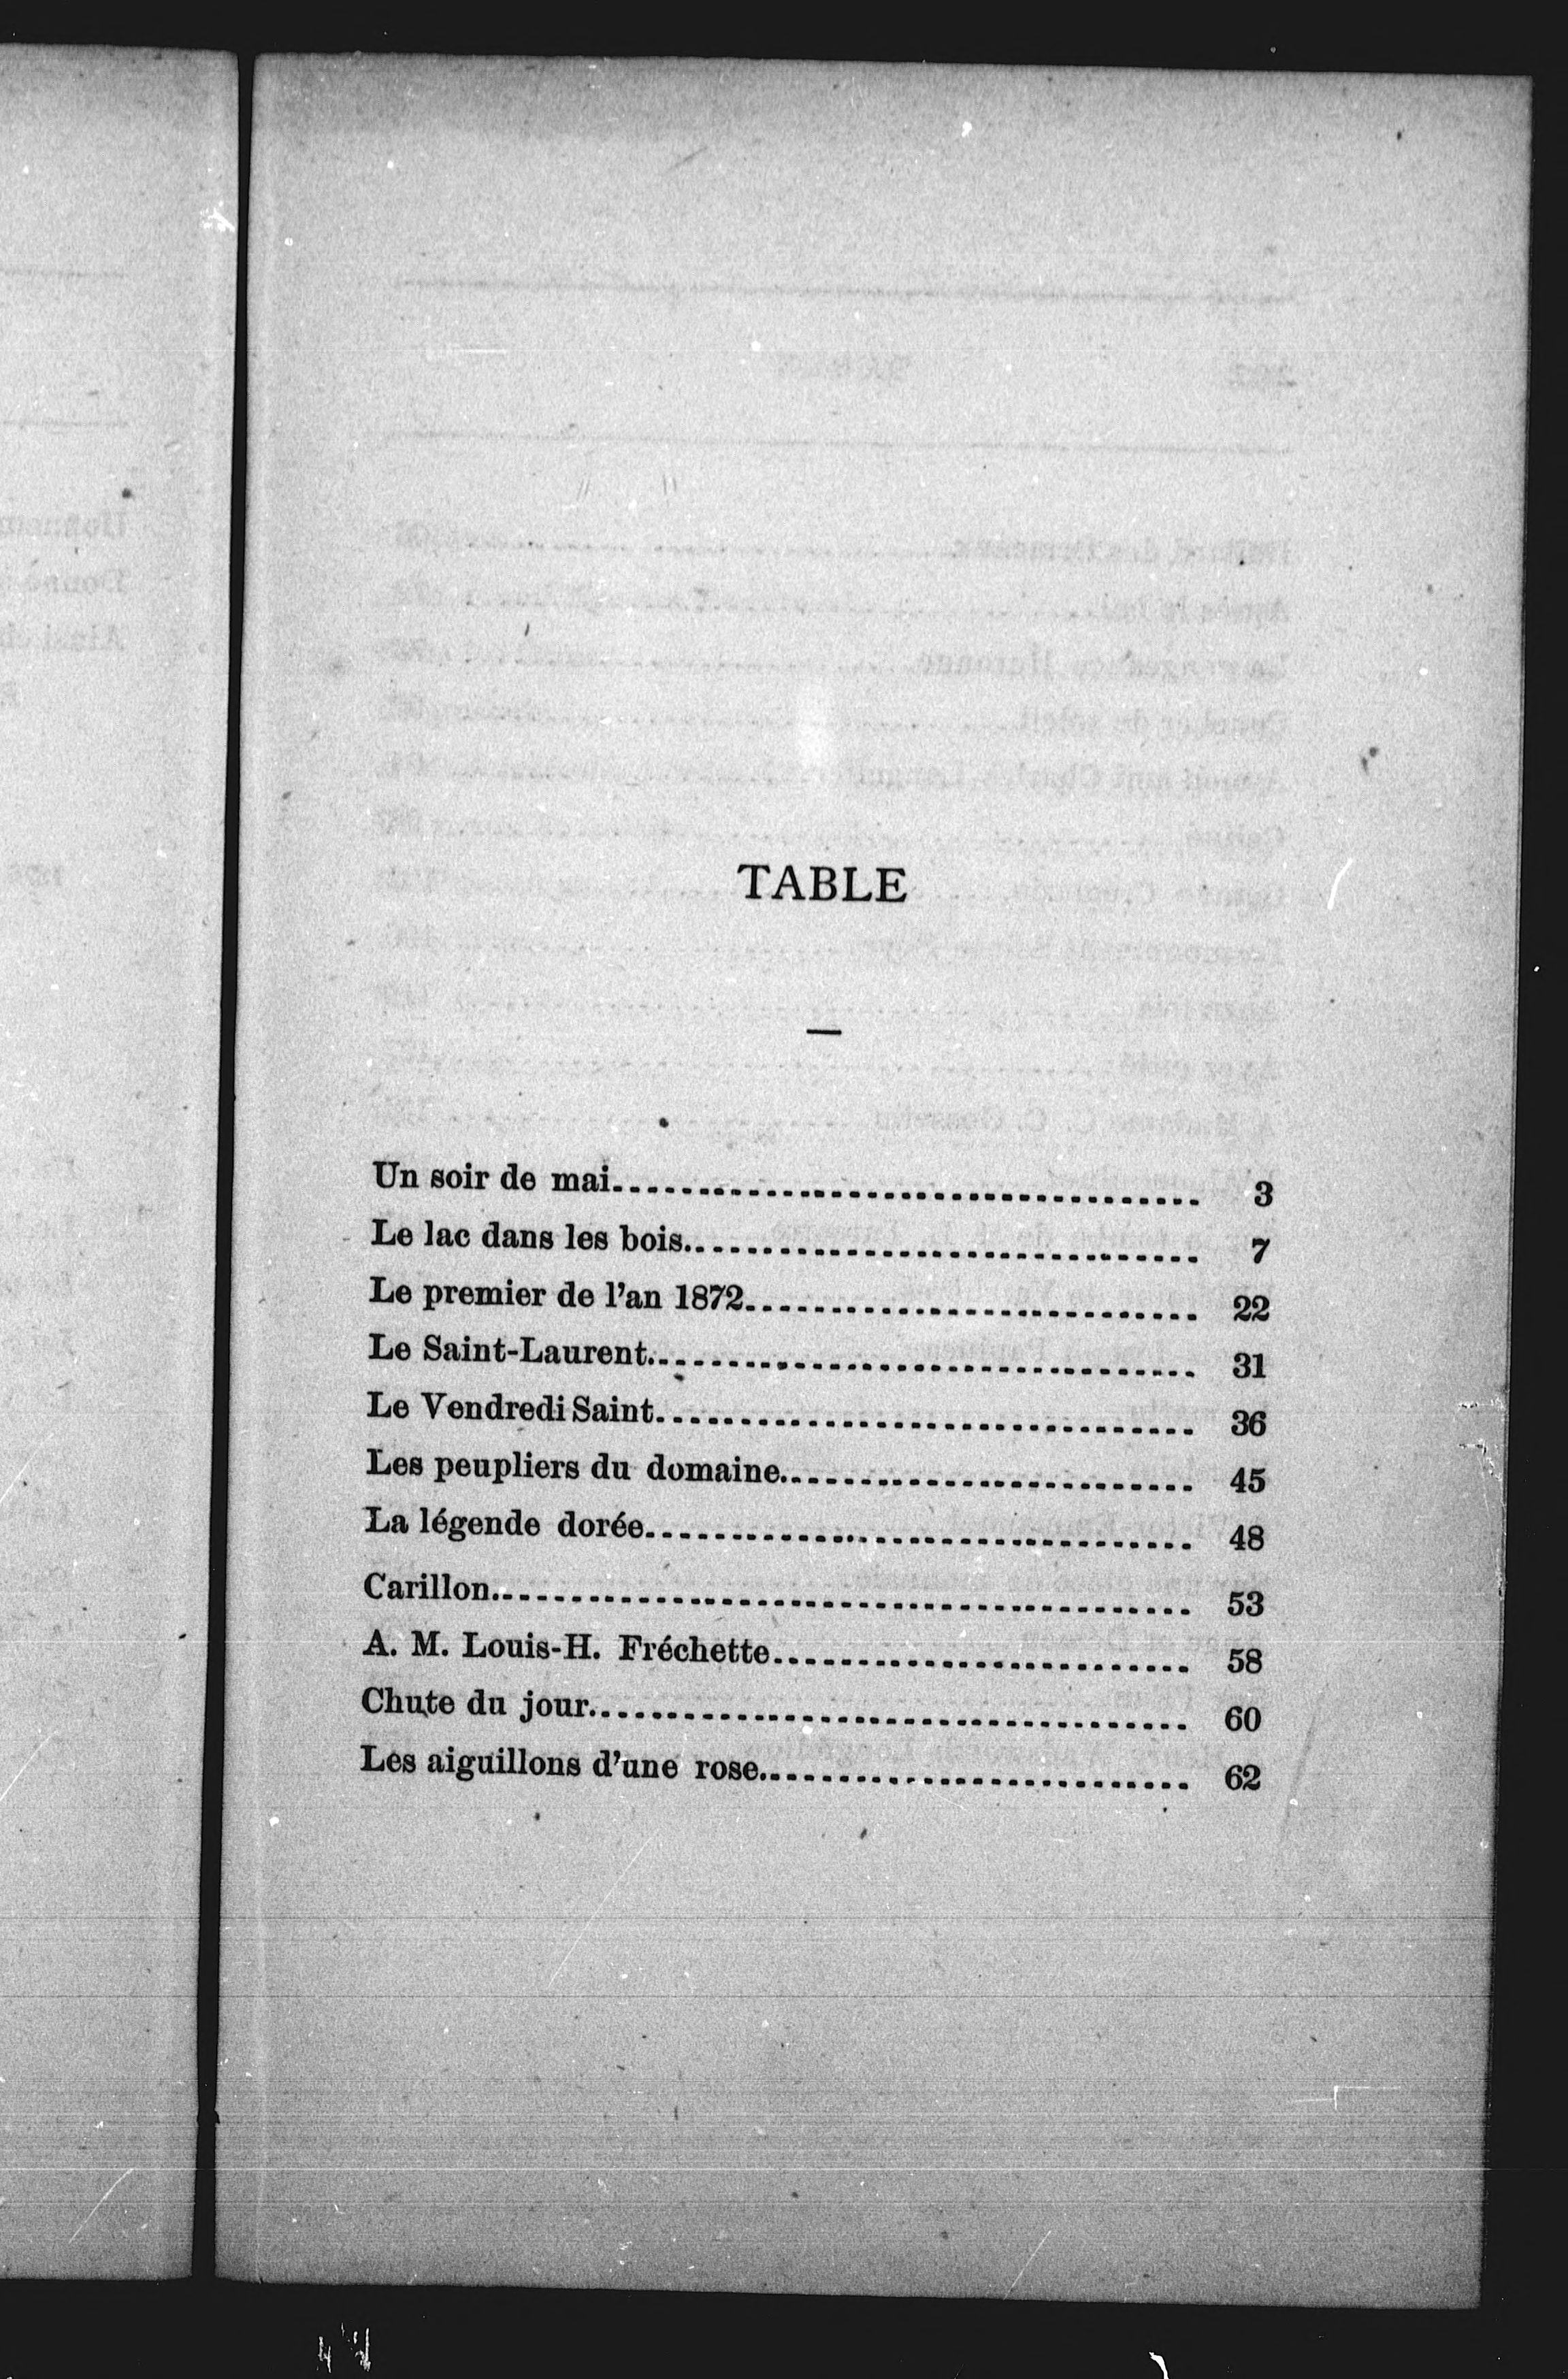 TABLE
Un soir de mai........................................ 3
Le lac dans les bois........................................ 7
Le premier de l'an 1872........................................ 22
Le Saint-Laurent........................................ 31
Le Vendredi Saint........................................ 36
Les peupliers du domaine........................................ 45
La légende dorée........................................ 48
Carillon........................................ 53
A. M. Louis-H. Fréchette........................................ 58
Chute du jour........................................ 60
Les aiguillons d'une rose........................................ 62